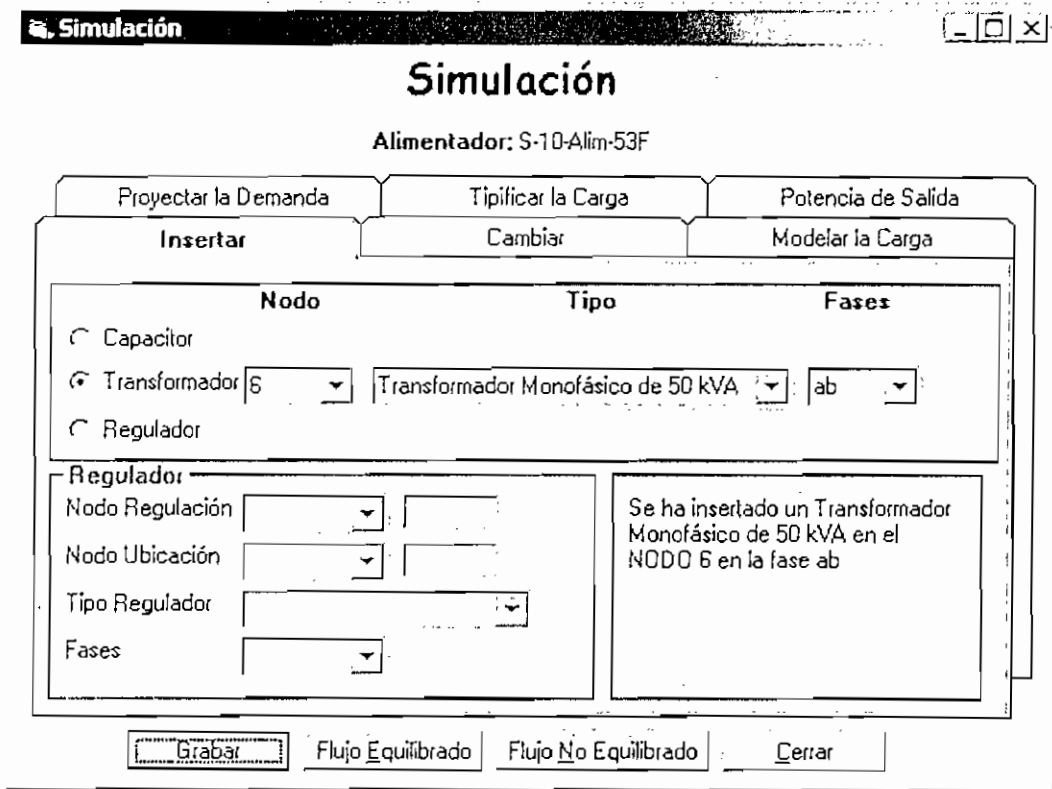 Simulación
Simulación
Alimentador: S-10-Alim-53F
Proyectar la Demanda Tipificar la Carga Potencia de Salida
Insertar Cambiar Modelar la Carga
Nodo Tipo Fases
Capacitor
Transformador 6 Transformador Monofásico de 50 kVA ab
Regulador
Regulador
Nodo Regulación
Nodo Ubicación
Tipo Regulador
Fases
Se ha insertado un Transformador
Monofásico de 50 kVA en el
NODO 6 en la fase ab
Grabar Flujo Equilibrado Flujo No Equilibrado Cerrar